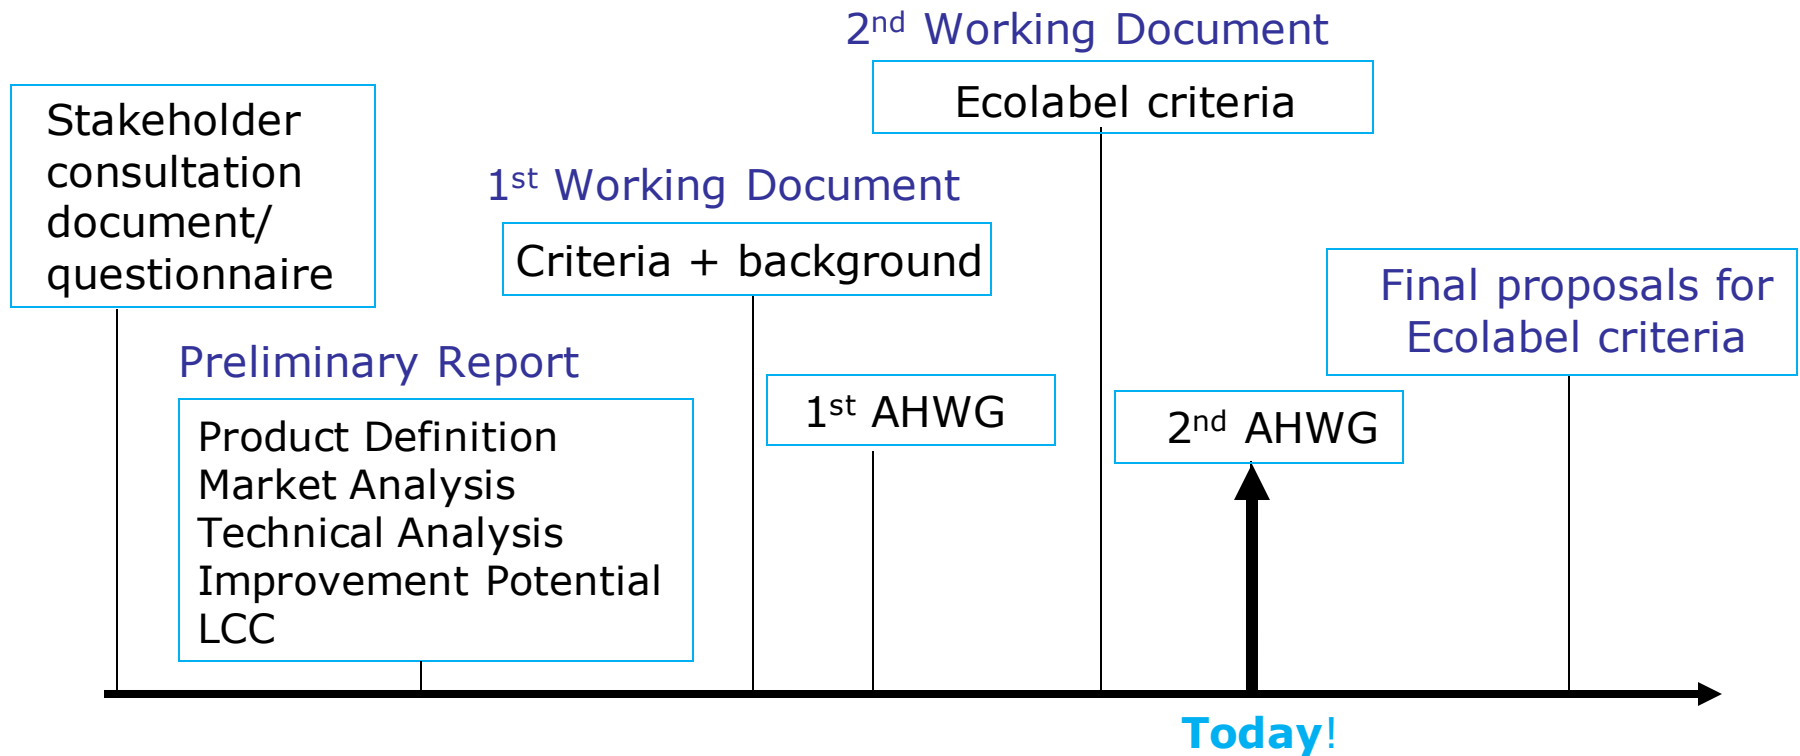 Stakeholder
consultation
document/
questionnaire
Preliminary Report
Product Definition
Market Analysis
Technical Analysis
Improvement Potential
LCC
1st Working Document
Criteria + background
1st AHWG
2nd Working Document
Ecolabel criteria
2nd AHWG
Today!
Final proposals for
Ecolabel criteria